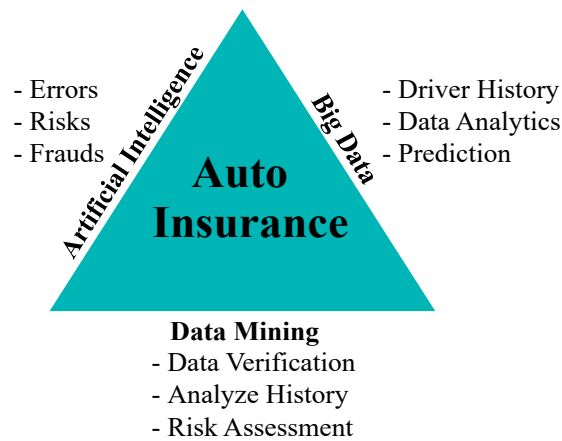 Artificial Intelligence
- Errors
- Risks
- Frauds
Big Data
- Driver History
- Data Analytics
- Prediction
Auto
Insurance
Data Mining
- Data Verification
- Analyze History
- Risk Assessment